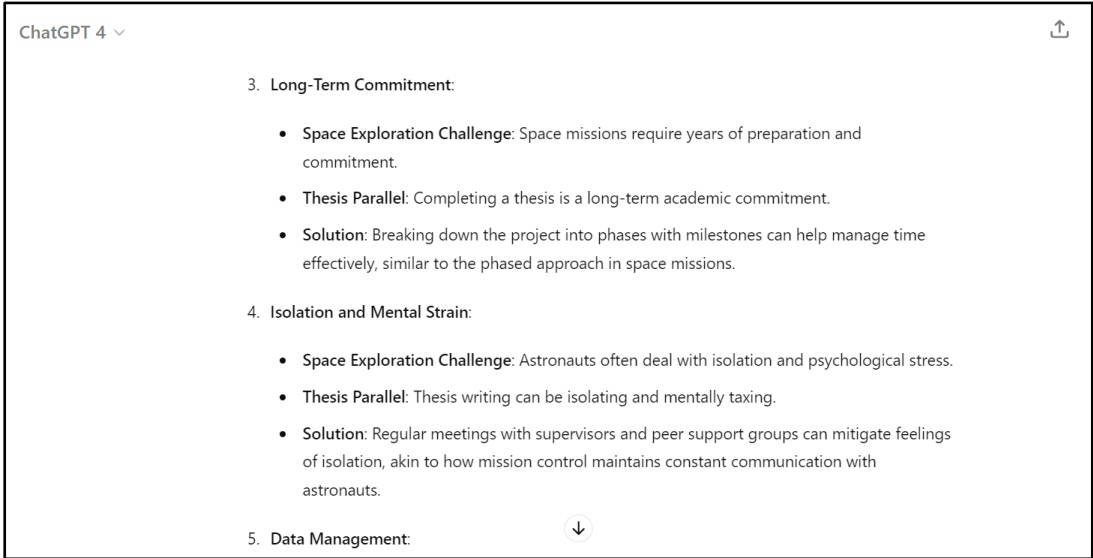 ChatGPT 4
3. Long-Term Commitment:
• Space Exploration Challenge: Space missions require years of preparation and
commitment.
• Thesis Parallel: Completing a thesis is a long-term academic commitment.
• Solution: Breaking down the project into phases with milestones can help manage time
effectively, similar to the phased approach in space missions.
4. Isolation and Mental Strain:
• Space Exploration Challenge: Astronauts often deal with isolation and psychological stress.
• Thesis Parallel: Thesis writing can be isolating and mentally taxing.
• Solution: Regular meetings with supervisors and peer support groups can mitigate feelings
of isolation, akin to how mission control maintains constant communication with
astronauts.
5. Data Management: